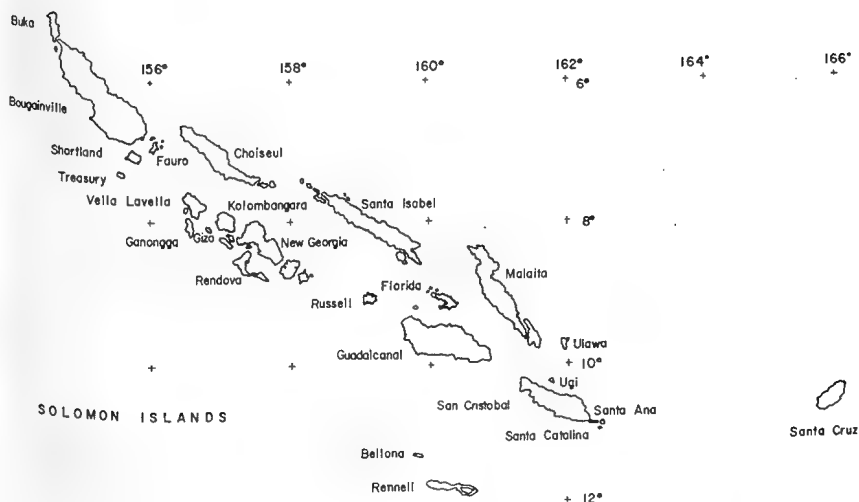 Buka
156°
158°
160°
162°
6°
164°
166°
Bougainville
Shortland
Fauro
Choiseul
Treasury
Vella Lavella
Kolombangara
Santa Isabel
8°
Ganongga
Gizo
New Georgia
Rendova
Malaita
Florida
Russell
Guadalcanal
Ulawa
10°
Ugi
San Cristobal
Santa Ana
SOLOMON ISLANDS
Santa Catalina
Santa Cruz
Bellona
Rennell
12°